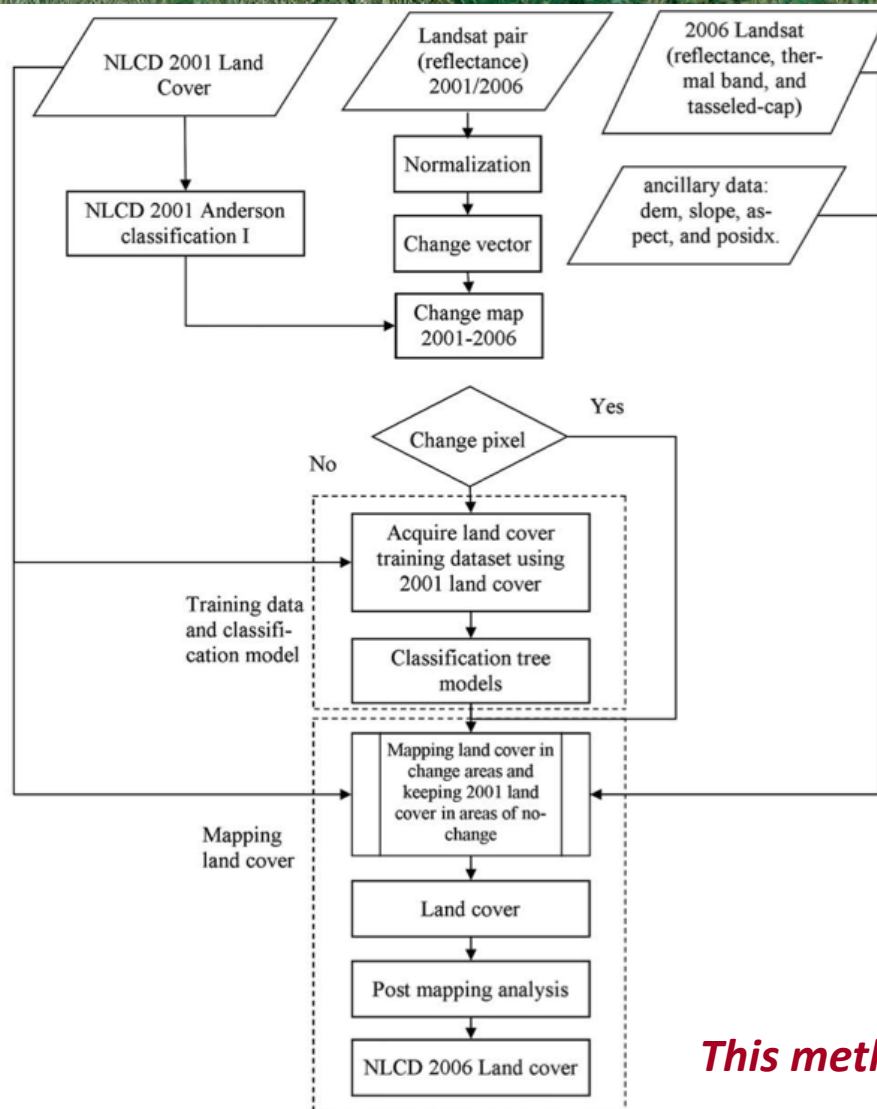 NLCD 2001 Land
Cover
Landsat pair
(reflectance)
2001/2006
2006 Landsat
(reflectance, ther-
mal band, and
tasseled-cap)
Normalization
ancillary data:
dem, slope, as-
pect, and posidx.
NLCD 2001 Anderson
classification I
Change vector
Change map
2001-2006
Change pixel
Yes
No
Acquire land cover
training dataset using
2001 land cover
Training data
and classifi-
cation model
Classification tree
models
Mapping land cover in
change areas and
keeping 2001 land
cover in areas of no-
change
Mapping
land cover
Land cover
Post mapping analysis
NLCD 2006 Land cover
This